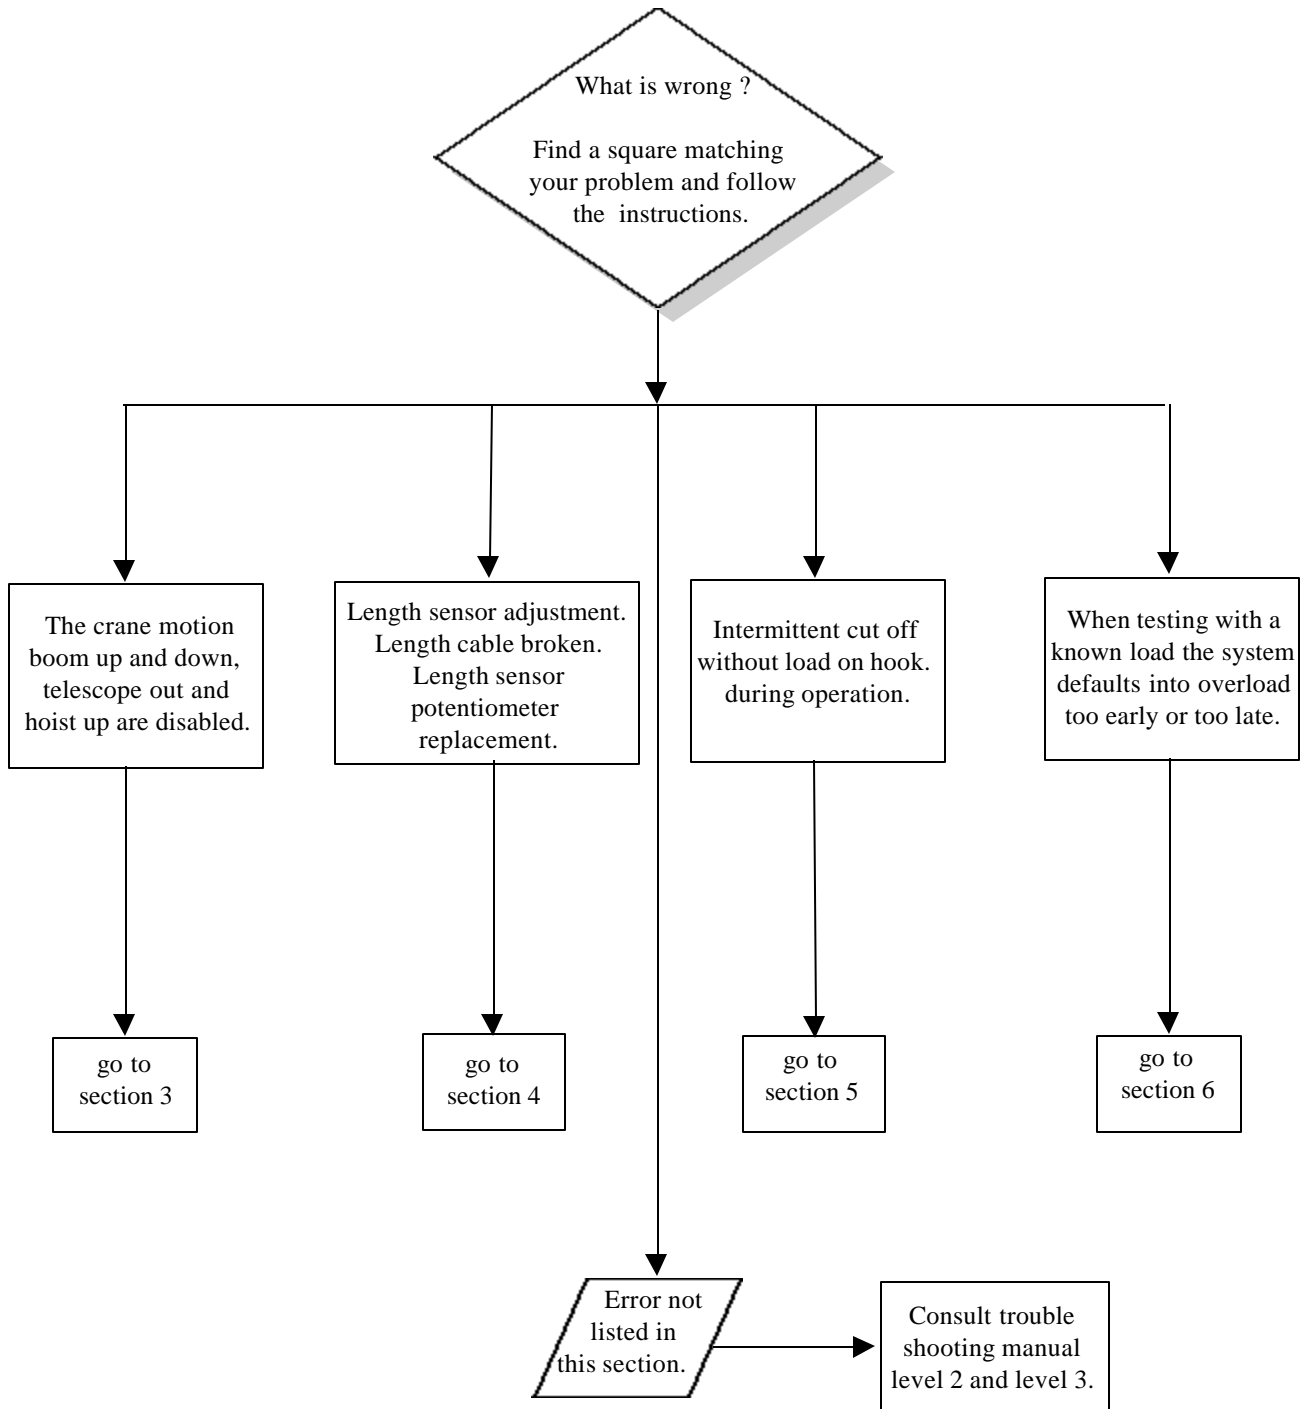 What is wrong ?
Find a square matching
your problem and follow
the instructions.
The crane motion
boom up and down,
telescope out and
hoist up are disabled.
Length sensor adjustment.
Length cable broken.
Length sensor
potentiometer
replacement.
Intermittent cut off
without load on hook.
during operation.
When testing with a
known load the system
defaults into overload
too early or too late.
go to
section 3
go to
section 4
go to
section 5
go to
section 6
Error not
listed in
this section.
Consult trouble
shooting manual
level 2 and level 3.